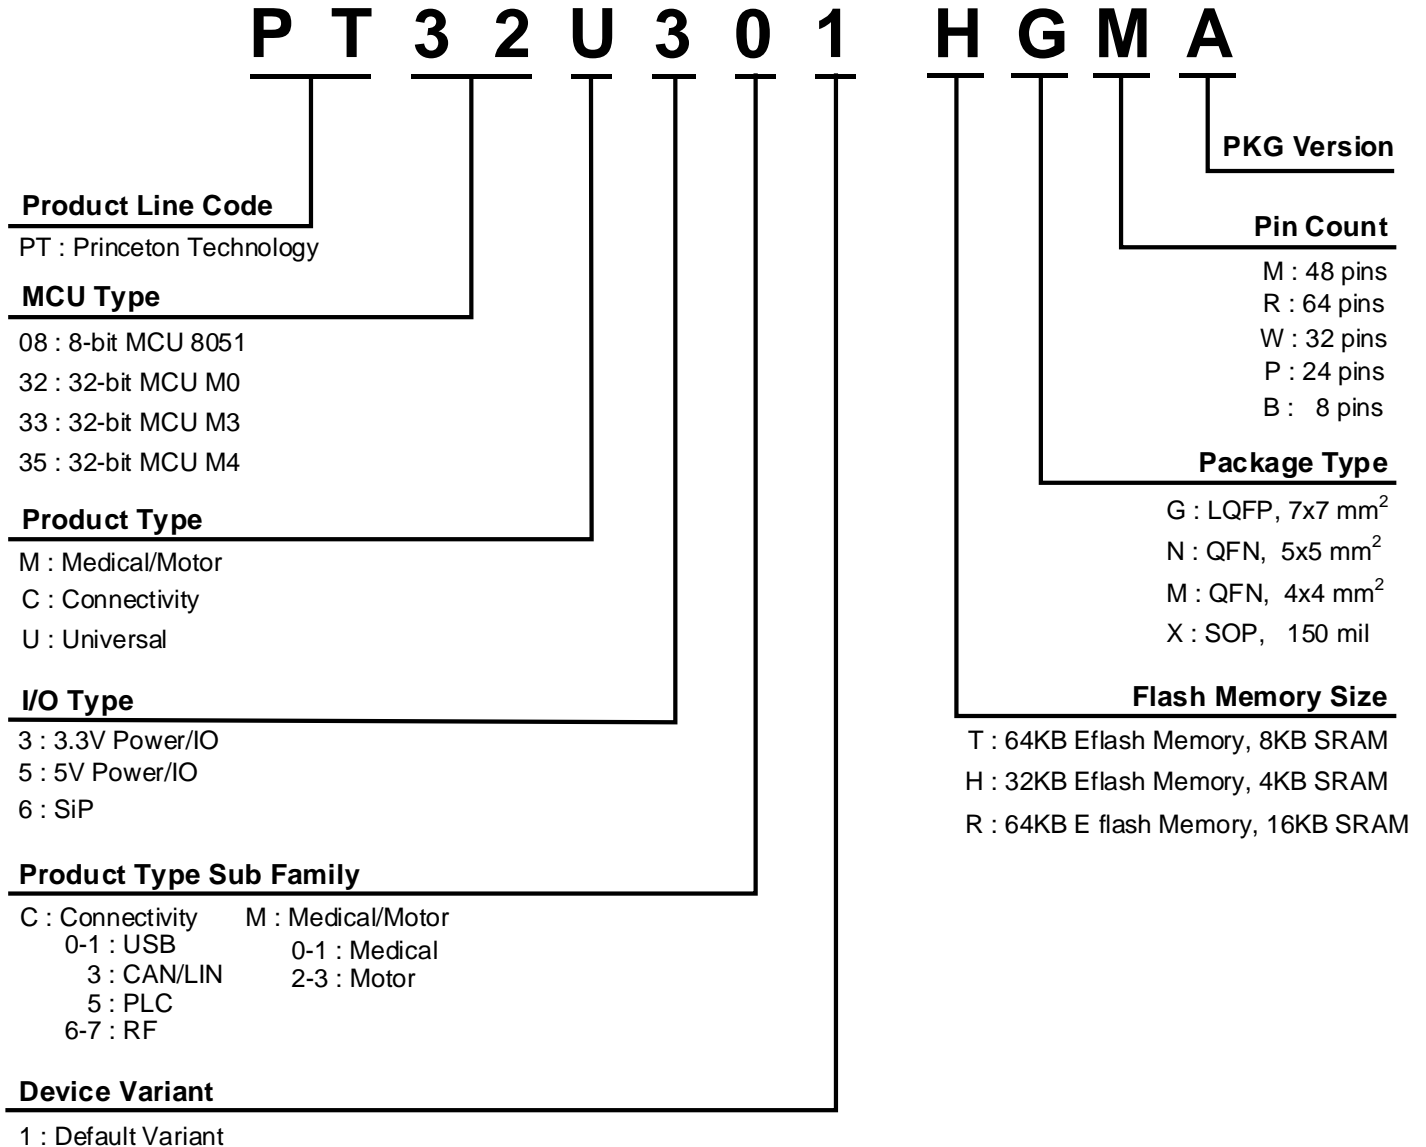 P T 3 2 U 3 0 1 H G M A
Product Line Code
PT : Princeton Technology
MCU Type
08 : 8-bit MCU 8051
32 : 32-bit MCU M0
33 : 32-bit MCU M3
35 : 32-bit MCU M4
Product Type
M : Medical/Motor
C : Connectivity
U : Universal
I/O Type
3 : 3.3V Power/IO
5 : 5V Power/IO
6 : SiP
Product Type Sub Family
C : Connectivity
0-1 : USB
3 : CAN/LIN
5 : PLC
6-7 : RF
M : Medical/Motor
0-1 : Medical
2-3 : Motor
Device Variant
1 : Default Variant
PKG Version
Pin Count
M : 48 pins
R : 64 pins
W : 32 pins
P : 24 pins
B : 8 pins
Package Type
G : LQFP, 7x7 mm²
N : QFN, 5x5 mm²
M : QFN, 4x4 mm²
X : SOP, 150 mil
Flash Memory Size
T : 64KB Eflash Memory, 8KB SRAM
H : 32KB Eflash Memory, 4KB SRAM
R : 64KB E flash Memory, 16KB SRAM